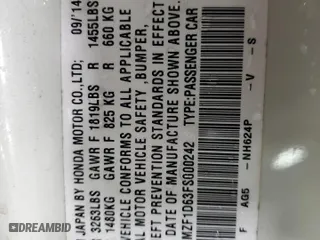 JAPAN BY HONDA MOTOR CO.,LTD; 09/'14
3263LBS GAWR F 1819LBS R 1455LBS
1480KG GAWR F 825 KG R 660 KG
VEHICLE CONFORMS TO ALL APPLICABLE
MOTOR VEHICLE SAFETY ,BUMPER,
EFT PREVENTION STANDARDS IN EFFECT
DATE OF MANUFACTURE SHOWN ABOVE.
MZF1D63FS000242 TYPE:PASSENGER CAR
F AG5 -NH624P -V -S
DRIVEDAUCTION